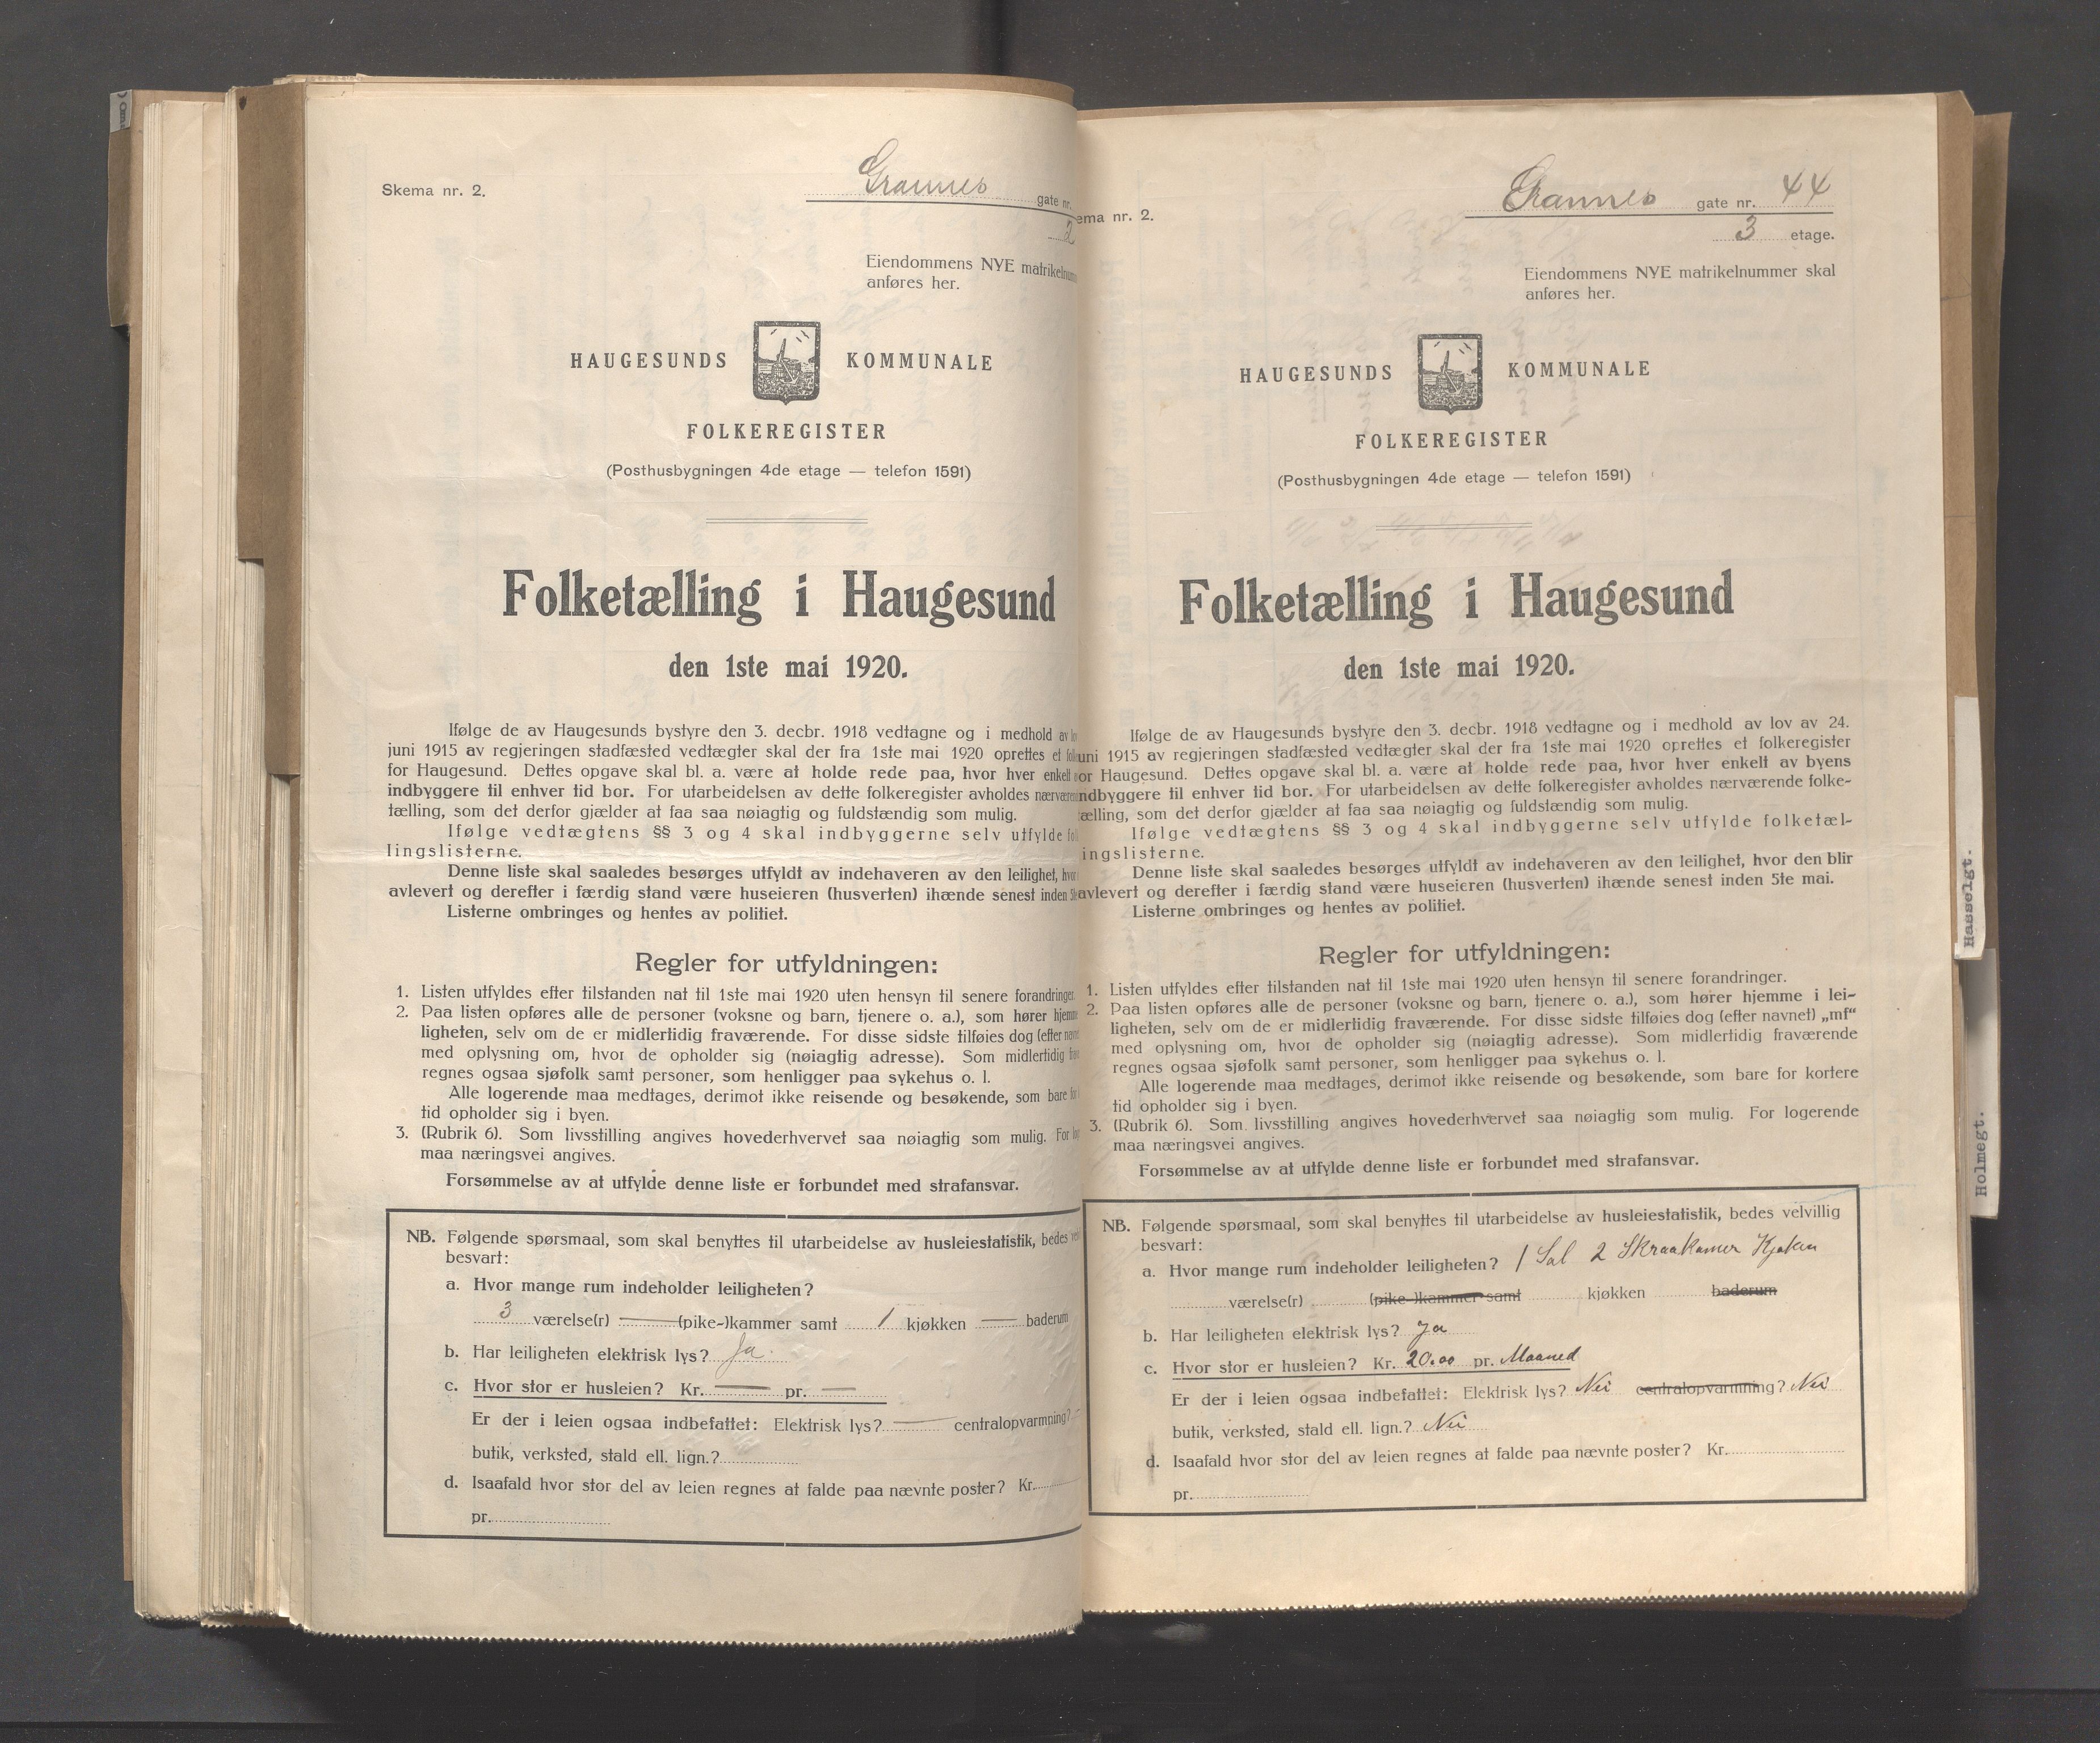 Skema nr. 2.
Grannes gate nr.
2
Eiendommens NYE matrikelnum
anføres her.
HAUGESUNDS KOMMUNALE
FOLKEREGISTER
(Posthusbygningen 4de etage — telefon 1591)
Folketælling i Haugesund
den 1ste mai 1920.
Ifølge de av Haugesunds bystyre den 3. decbr. 1918 vedtagne og i medhold av lov
juni 1915 av regjeringen stadfæsted vedtægter skal der fra 1ste mai 1920 oprettes et folke
for Haugesund. Dettes opgave skal bl. a. være at holde rede paa, hvor hver enkelt
indbyggere til enhver tid bor. For utarbeidelsen av dette folkeregister avholdes nærværen
tælling, som det derfor gjælder at faa saa nøiagtig og fuldstændig som mulig.
Ifølge vedtægtens §§ 3 og 4 skal indbyggerne selv utfylde fol
lingslisterne.
Denne liste skal saaledes besørges utfyldt av indehaveren av den leilighet, hvor
avlevert og derefter i færdig stand være huseieren (husverten) ihænde senest inden 5te
Listerne ombringes og hentes av politiet.
Regler for utfyldningen:
1. Listen utfyldes efter tilstanden nat til 1ste mai 1920 uten hensyn til senere forandringer.
2. Paa listen opføres alle de personer (voksne og barn, tjenere o. a.), som hører hjemme
ligheten, selv om de er midlertidig fraværende. For disse sidste tilføies dog (efter navnet
med oplysning om, hvor de opholder sig (nøiagtig adresse). Som midlertidig fra
regnes ogsaa sjøfolk samt personer, som henligger paa sykehus o. l.
Alle logerende maa medtages, derimot ikke reisende og besøkende, som bare for
tid opholder sig i byen.
3. (Rubrik 6). Som livsstilling angives hovederhvervet saa nøiagtig som mulig. For log
maa næringsvei angives.
Forsømmelse av at utfylde denne liste er forbundet med strafansvar.
NB. Følgende spørsmaal, som skal benyttes til utarbeidelse av husleiestatistik, bedes vel
besvart:
a. Hvor mange rum indeholder leiligheten?
3 værelse(r) — (pike-)kammer samt 1 kjøkken — baderum
b. Har leiligheten elektrisk lys? Ja.
c. Hvor stor er husleien? Kr. — pr. —
Er der i leien ogsaa indbefattet: Elektrisk lys? — centralopvarmning? —
butik, verksted, stald ell. lign.?
d. Isaafald hvor stor del av leien regnes at falde paa nævnte poster? Kr.
pr.
ema nr. 2.
Grannes gate nr. 44
3 etage.
Eiendommens NYE matrikelnummer skal
anføres her.
HAUGESUNDS KOMMUNALE
FOLKEREGISTER
(Posthusbygningen 4de etage — telefon 1591)
Folketælling i Haugesund
den 1ste mai 1920.
Ifølge de av Haugesunds bystyre den 3. decbr. 1918 vedtagne og i medhold av lov av 24.
uni 1915 av regjeringen stadfæsted vedtægter skal der fra 1ste mai 1920 oprettes et folkeregister
or Haugesund. Dettes opgave skal bl. a. være at holde rede paa, hvor hver enkelt av byens
ndbyggere til enhver tid bor. For utarbeidelsen av dette folkeregister avholdes nærværende folke-
tælling, som det derfor gjælder at faa saa nøiagtig og fuldstændig som mulig.
Ifølge vedtægtens §§ 3 og 4 skal indbyggerne selv utfylde folketæl-
ingslisterne.
Denne liste skal saaledes besørges utfyldt av indehaveren av den leilighet, hvor den blir
avlevert og derefter i færdig stand være huseieren (husverten) ihænde senest inden 5te mai.
Listerne ombringes og hentes av politiet.
Regler for utfyldningen:
1. Listen utfyldes efter tilstanden nat til 1ste mai 1920 uten hensyn til senere forandringer.
2. Paa listen opføres alle de personer (voksne og barn, tjenere o. a.), som hører hjemme i lei-
ligheten, selv om de er midlertidig fraværende. For disse sidste tilføies dog (efter navnet) „mf“
med oplysning om, hvor de opholder sig (nøiagtig adresse). Som midlertidig fraværende
regnes ogsaa sjøfolk samt personer, som henligger paa sykehus o. l.
Alle logerende maa medtages, derimot ikke reisende og besøkende, som bare for kortere
tid opholder sig i byen.
3. (Rubrik 6). Som livsstilling angives hovederhvervet saa nøiagtig som mulig. For logerende
maa næringsvei angives.
Forsømmelse av at utfylde denne liste er forbundet med strafansvar.
NB. Følgende spørsmaal, som skal benyttes til utarbeidelse av husleiestatistik, bedes velvillig
besvart:
a. Hvor mange rum indeholder leiligheten? 1 Sal 2 Skraakamer Kjøken
værelse(r) (pike-)kammer samt kjøkken baderum
b. Har leiligheten elektrisk lys? Ja
c. Hvor stor er husleien? Kr. 20.00 pr. Maaned
Er der i leien ogsaa indbefattet: Elektrisk lys? Nei centralopvarmning? Nei
butik, verksted, stald ell. lign.? Nei
d. Isaafald hvor stor del av leien regnes at falde paa nævnte poster? Kr.
pr.
Hasselgt.
Holmegt.